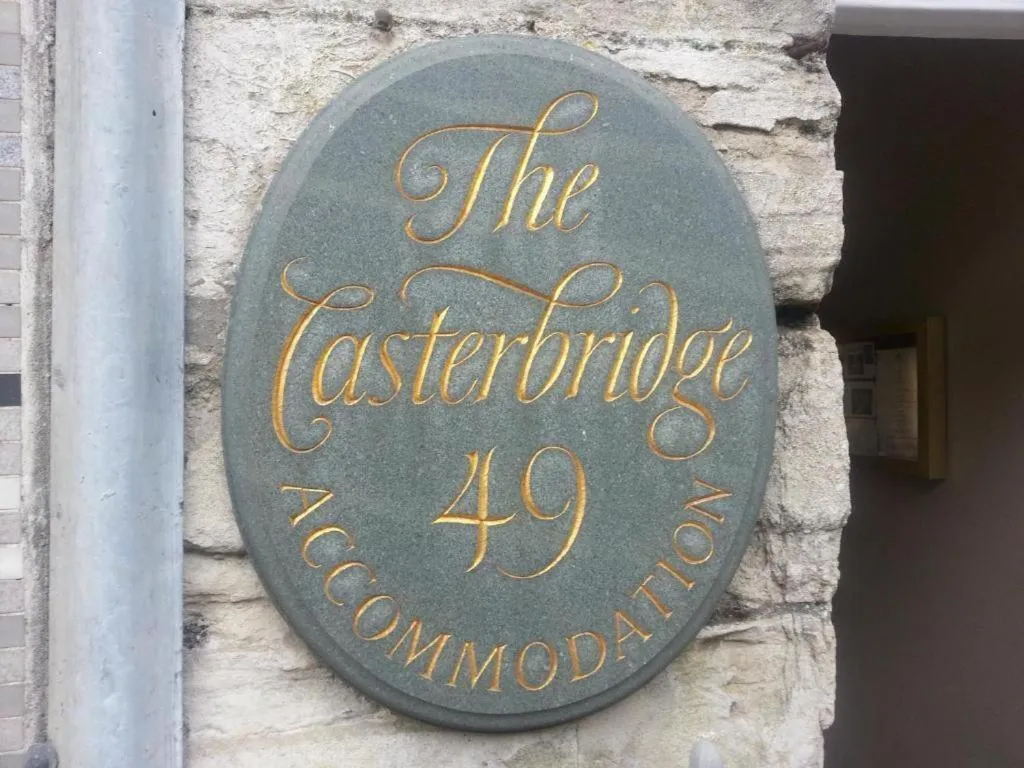 The
Casterbridge
49
ACCOMMODATION